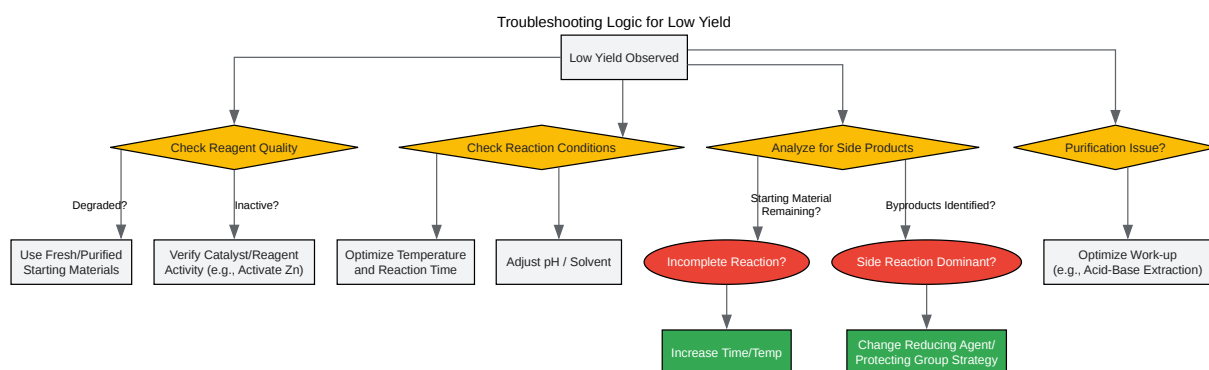 Troubleshooting Logic for Low Yield
Low Yield Observed
Check Reagent Quality
Check Reaction Conditions
Analyze for Side Products
Purification Issue?
Degraded?
Inactive?
Starting Material
Remaining?
Byproducts Identified?
Use Fresh/Purified
Starting Materials
Verify Catalyst/Reagent
Activity (e.g., Activate Zn)
Optimize Temperature
and Reaction Time
Adjust pH / Solvent
Incomplete Reaction?
Side Reaction Dominant?
Optimize Work-up
(e.g., Acid-Base Extraction)
Increase Time/Temp
Change Reducing Agent/
Protecting Group Strategy